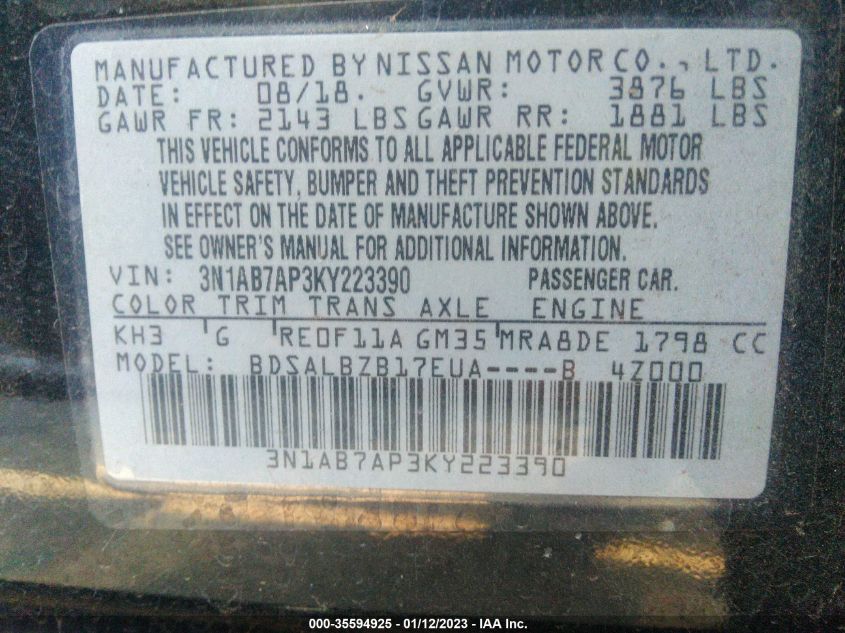 MANUFACTURED BY NISSAN MOTOR CO., LTD.
DATE: 08/18. GVWR: 3876 LBS
GAWR FR: 2143 LBS GAWR RR: 1881 LBS
THIS VEHICLE CONFORMS TO ALL APPLICABLE FEDERAL MOTOR
VEHICLE SAFETY, BUMPER AND THEFT PREVENTION STANDARDS
IN EFFECT ON THE DATE OF MANUFACTURE SHOWN ABOVE.
SEE OWNER'S MANUAL FOR ADDITIONAL INFORMATION.
VIN: 3N1AB7AP3KY223390 PASSENGER CAR.
COLOR TRIM TRANS AXLE ENGINE
KH3 G RE0F11A GM35 MRA8DE 1798 CC
MODEL: BDSALBZB17EUA----B 4Z000
3N1AB7AP3KY223390
000-35594925 - 01/12/2023 - IAA Inc.